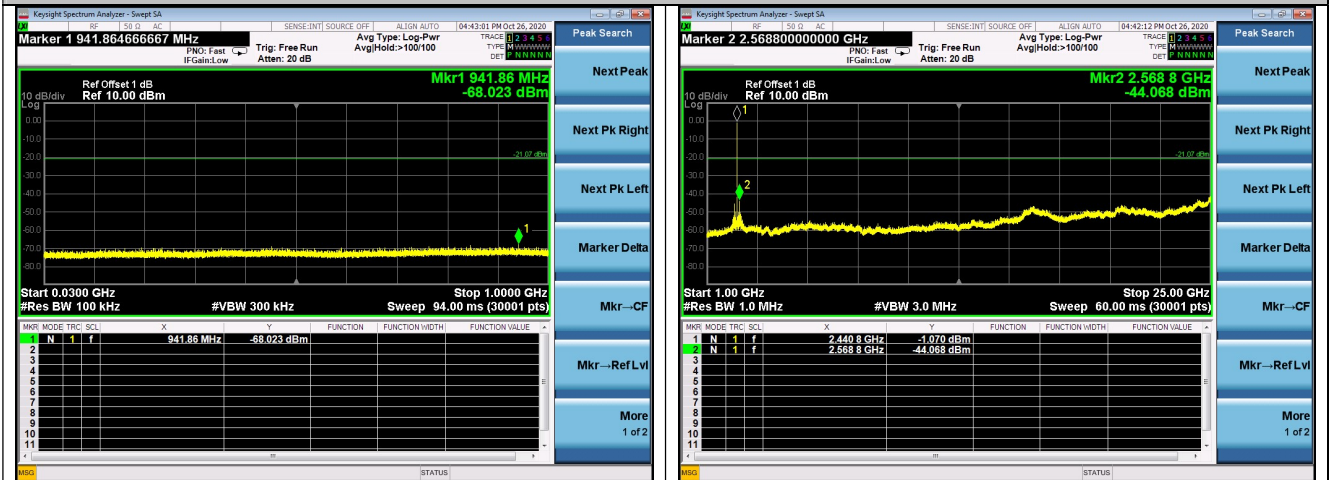 Keysight Spectrum Analyzer - Swept SA
RF 50 Ω AC SENSE:INT SOURCE OFF ALIGN AUTO 04:43:01 PM Oct 26, 2020
Marker 1 941.864666667 MHz
PNO: Fast
IFGain:Low
Trig: Free Run
Atten: 20 dB
Avg Type: Log-Pwr
Avg|Hold:>100/100
TRACE 1 2 3 4 5 6
TYPE M WWWWW
DET P N N N N N
Peak Search
Next Peak
Next Pk Right
Next Pk Left
Marker Delta
Mkr→CF
Mkr→Ref Lvl
More
1 of 2
Mkr1 941.86 MHz
-68.023 dBm
Ref Offset 1 dB
10 dB/div Ref 10.00 dBm
Log
0.00
-10.0
-20.0
-21.07 dBm
-30.0
-40.0
-50.0
-60.0
1
-70.0
-80.0
Start 0.0300 GHz Stop 1.0000 GHz
#Res BW 100 kHz #VBW 300 kHz Sweep 94.00 ms (30001 pts)
MKR MODE TRC SCL X Y FUNCTION FUNCTION WIDTH FUNCTION VALUE
1 N 1 f 941.86 MHz -68.023 dBm
2
3
4
5
6
7
8
9
10
11
MSG STATUS
Keysight Spectrum Analyzer - Swept SA
RF 50 Ω AC SENSE:INT SOURCE OFF ALIGN AUTO 04:42:12 PM Oct 26, 2020
Marker 2 2.568800000000 GHz
PNO: Fast
IFGain:Low
Trig: Free Run
Atten: 20 dB
Avg Type: Log-Pwr
Avg|Hold:>100/100
TRACE 1 2 3 4 5 6
TYPE M WWWWW
DET P N N N N N
Peak Search
Next Peak
Next Pk Right
Next Pk Left
Marker Delta
Mkr→CF
Mkr→Ref Lvl
More
1 of 2
Mkr2 2.568 8 GHz
-44.068 dBm
Ref Offset 1 dB
10 dB/div Ref 10.00 dBm
Log
1
0.00
-10.0
-20.0
-21.07 dBm
-30.0
-40.0
2
-50.0
-60.0
-70.0
-80.0
Start 1.00 GHz Stop 25.00 GHz
#Res BW 1.0 MHz #VBW 3.0 MHz Sweep 60.00 ms (30001 pts)
MKR MODE TRC SCL X Y FUNCTION FUNCTION WIDTH FUNCTION VALUE
1 N 1 f 2.440 8 GHz -1.070 dBm
2 N 1 f 2.568 8 GHz -44.068 dBm
3
4
5
6
7
8
9
10
11
MSG STATUS